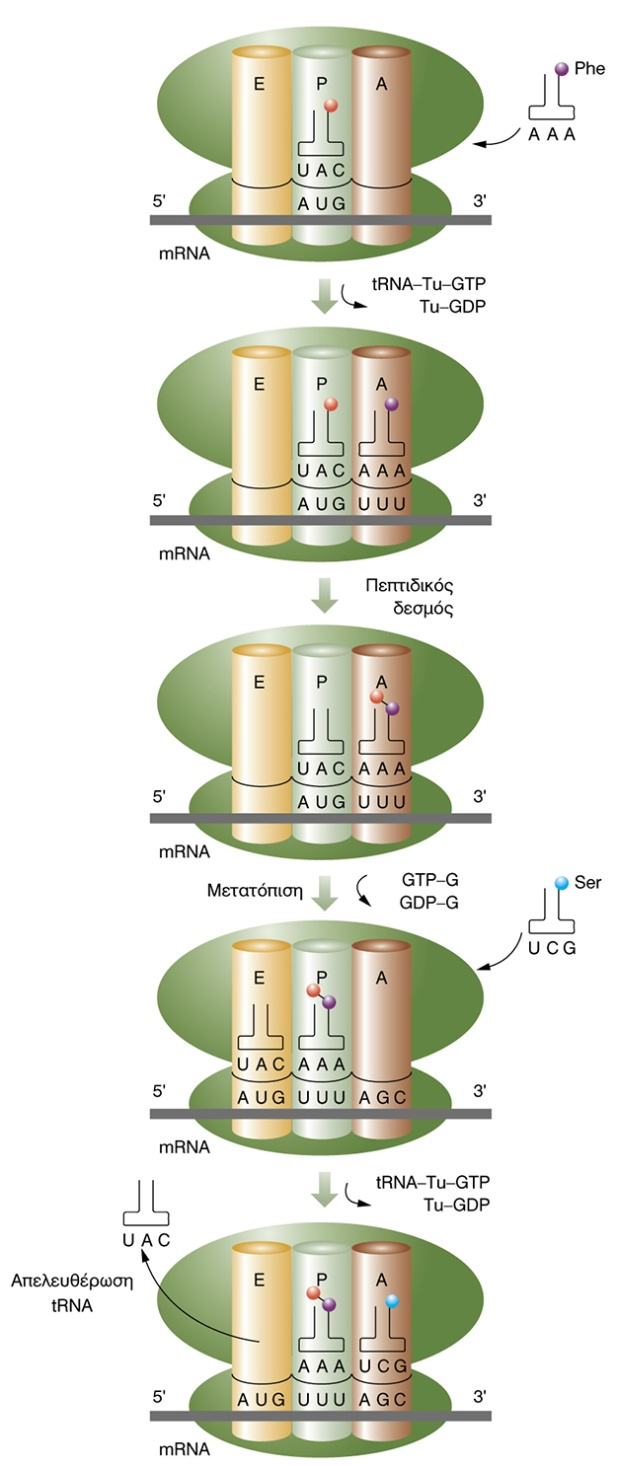 E P A
Phe
A A A
U A C
A U G
5' 3'
mRNA
tRNA–Tu–GTP
Tu–GDP
E P A
U A C A A A
A U G U U U
5' 3'
mRNA
Πεπτιδικός
δεσμός
E P A
U A C A A A
A U G U U U
5' 3'
mRNA
Μετατόπιση
GTP–G
GDP–G
Ser
U C G
E P A
U A C A A A
A U G U U U A G C
5' 3'
mRNA
tRNA–Tu–GTP
Tu–GDP
U A C
Απελευθέρωση
tRNA
E P A
A A A U C G
A U G U U U A G C
5' 3'
mRNA